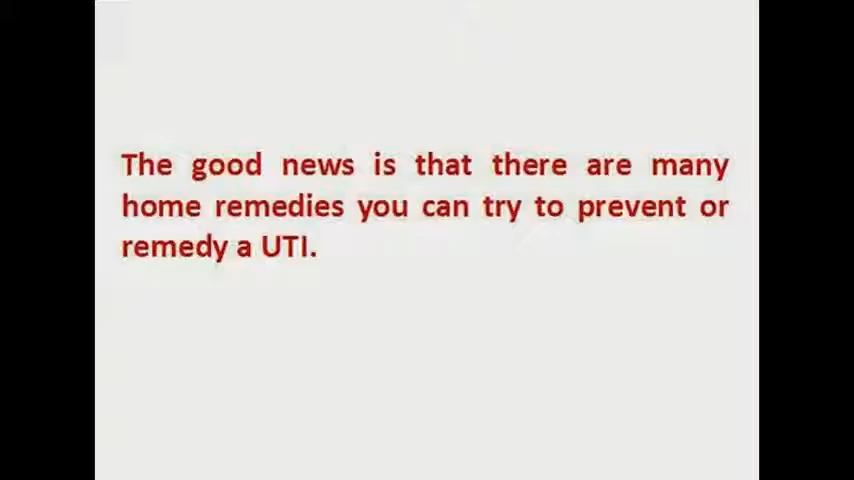 The good news is that there are many
home remedies you can try to prevent or
remedy a UTI.